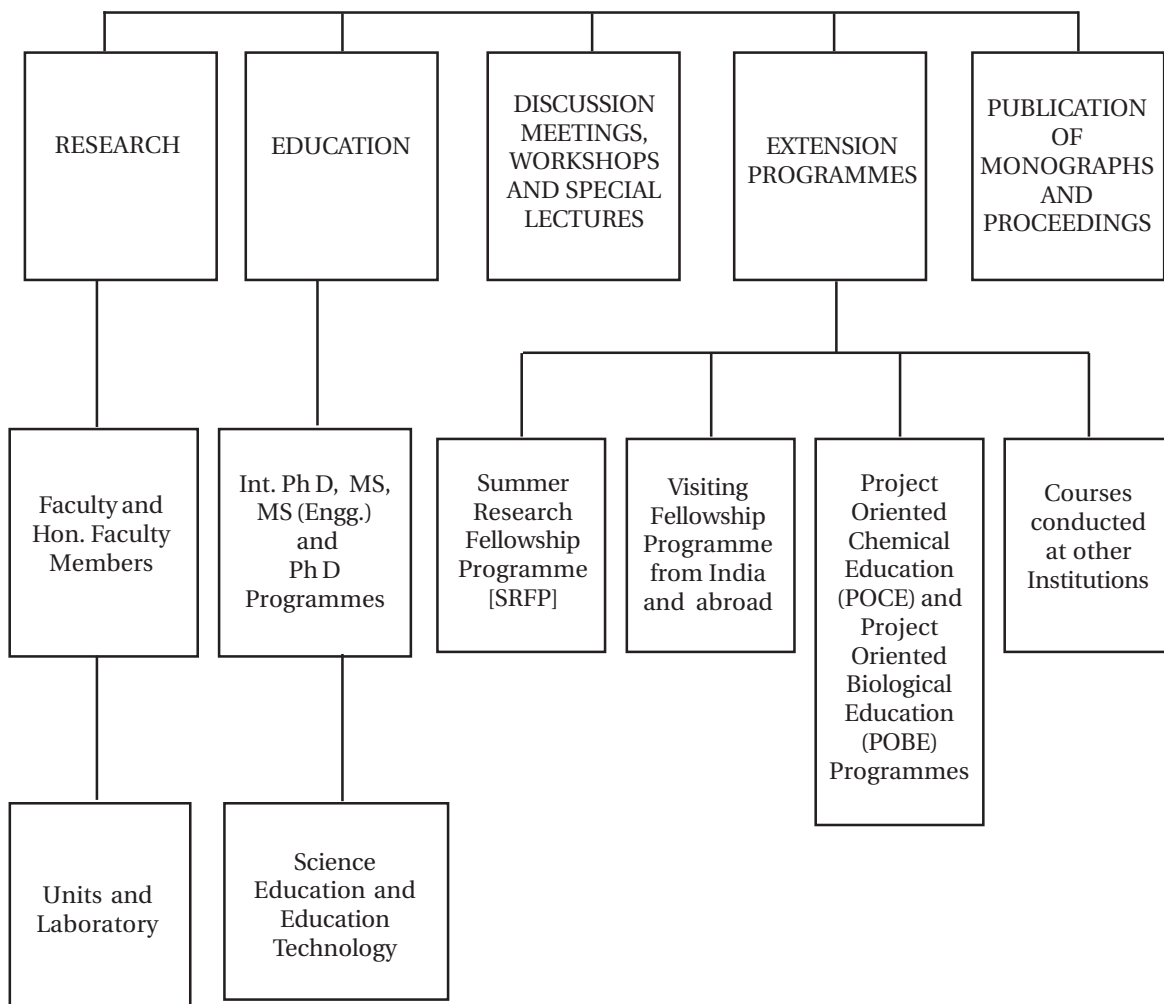 RESEARCH
EDUCATION
DISCUSSION
MEETINGS,
WORKSHOPS
AND SPECIAL
LECTURES
EXTENSION
PROGRAMMES
PUBLICATION
OF
MONOGRAPHS
AND
PROCEEDINGS
Faculty and
Hon. Faculty
Members
Int. Ph D, MS,
MS (Engg.)
and
Ph D
Programmes
Summer
Research
Fellowship
Programme
[SRFP]
Visiting
Fellowship
Programme
from India
and abroad
Project
Oriented
Chemical
Education
(POCE) and
Project
Oriented
Biological
Education
(POBE)
Programmes
Courses
conducted
at other
Institutions
Units and
Laboratory
Science
Education and
Education
Technology